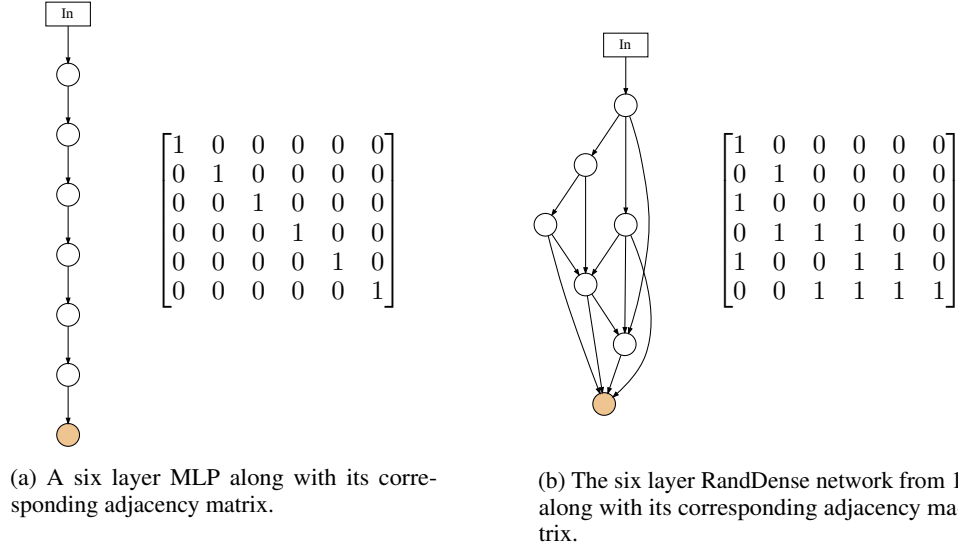 In
1 0 0 0 0 0
0 1 0 0 0 0
0 0 1 0 0 0
0 0 0 1 0 0
0 0 0 0 1 0
0 0 0 0 0 1
(a) A six layer MLP along with its corre-
sponding adjacency matrix.
In
1 0 0 0 0 0
0 1 0 0 0 0
1 0 0 0 0 0
0 1 1 1 0 0
1 0 0 1 1 0
0 0 1 1 1 1
(b) The six layer RandDense network from 1
along with its corresponding adjacency ma-
trix.